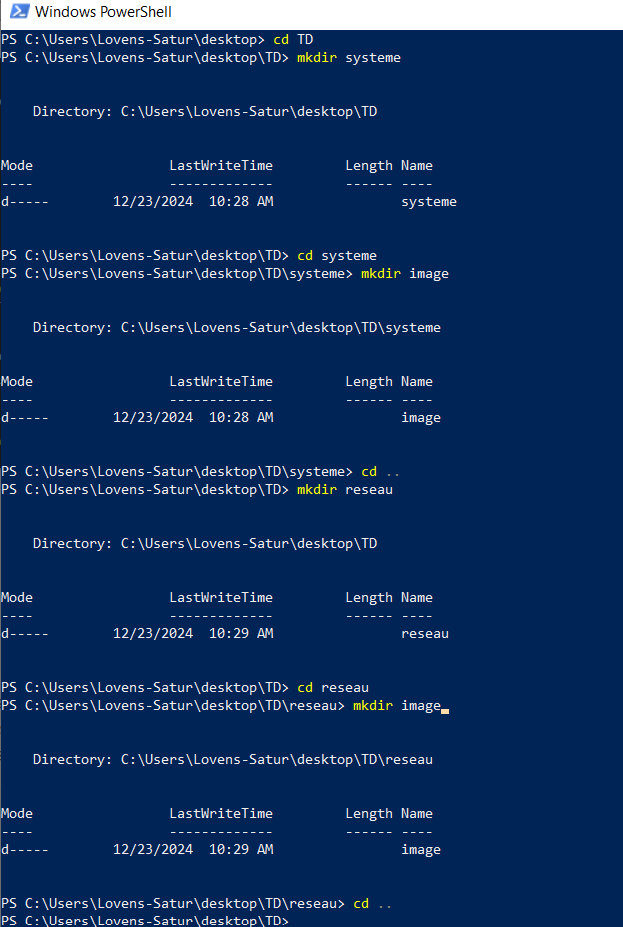 Windows PowerShell
PS C:\Users\Lovens-Satur\desktop> cd TD
PS C:\Users\Lovens-Satur\desktop\TD> mkdir systeme
Directory: C:\Users\Lovens-Satur\desktop\TD
Mode                 LastWriteTime         Length Name
----                 -------------         ------ ----
d-----        12/23/2024  10:28 AM                systeme
PS C:\Users\Lovens-Satur\desktop\TD> cd systeme
PS C:\Users\Lovens-Satur\desktop\TD\systeme> mkdir image
Directory: C:\Users\Lovens-Satur\desktop\TD\systeme
Mode                 LastWriteTime         Length Name
----                 -------------         ------ ----
d-----        12/23/2024  10:28 AM                image
PS C:\Users\Lovens-Satur\desktop\TD\systeme> cd ..
PS C:\Users\Lovens-Satur\desktop\TD> mkdir reseau
Directory: C:\Users\Lovens-Satur\desktop\TD
Mode                 LastWriteTime         Length Name
----                 -------------         ------ ----
d-----        12/23/2024  10:29 AM                reseau
PS C:\Users\Lovens-Satur\desktop\TD> cd reseau
PS C:\Users\Lovens-Satur\desktop\TD\reseau> mkdir image
Directory: C:\Users\Lovens-Satur\desktop\TD\reseau
Mode                 LastWriteTime         Length Name
----                 -------------         ------ ----
d-----        12/23/2024  10:29 AM                image
PS C:\Users\Lovens-Satur\desktop\TD\reseau> cd ..
PS C:\Users\Lovens-Satur\desktop\TD>